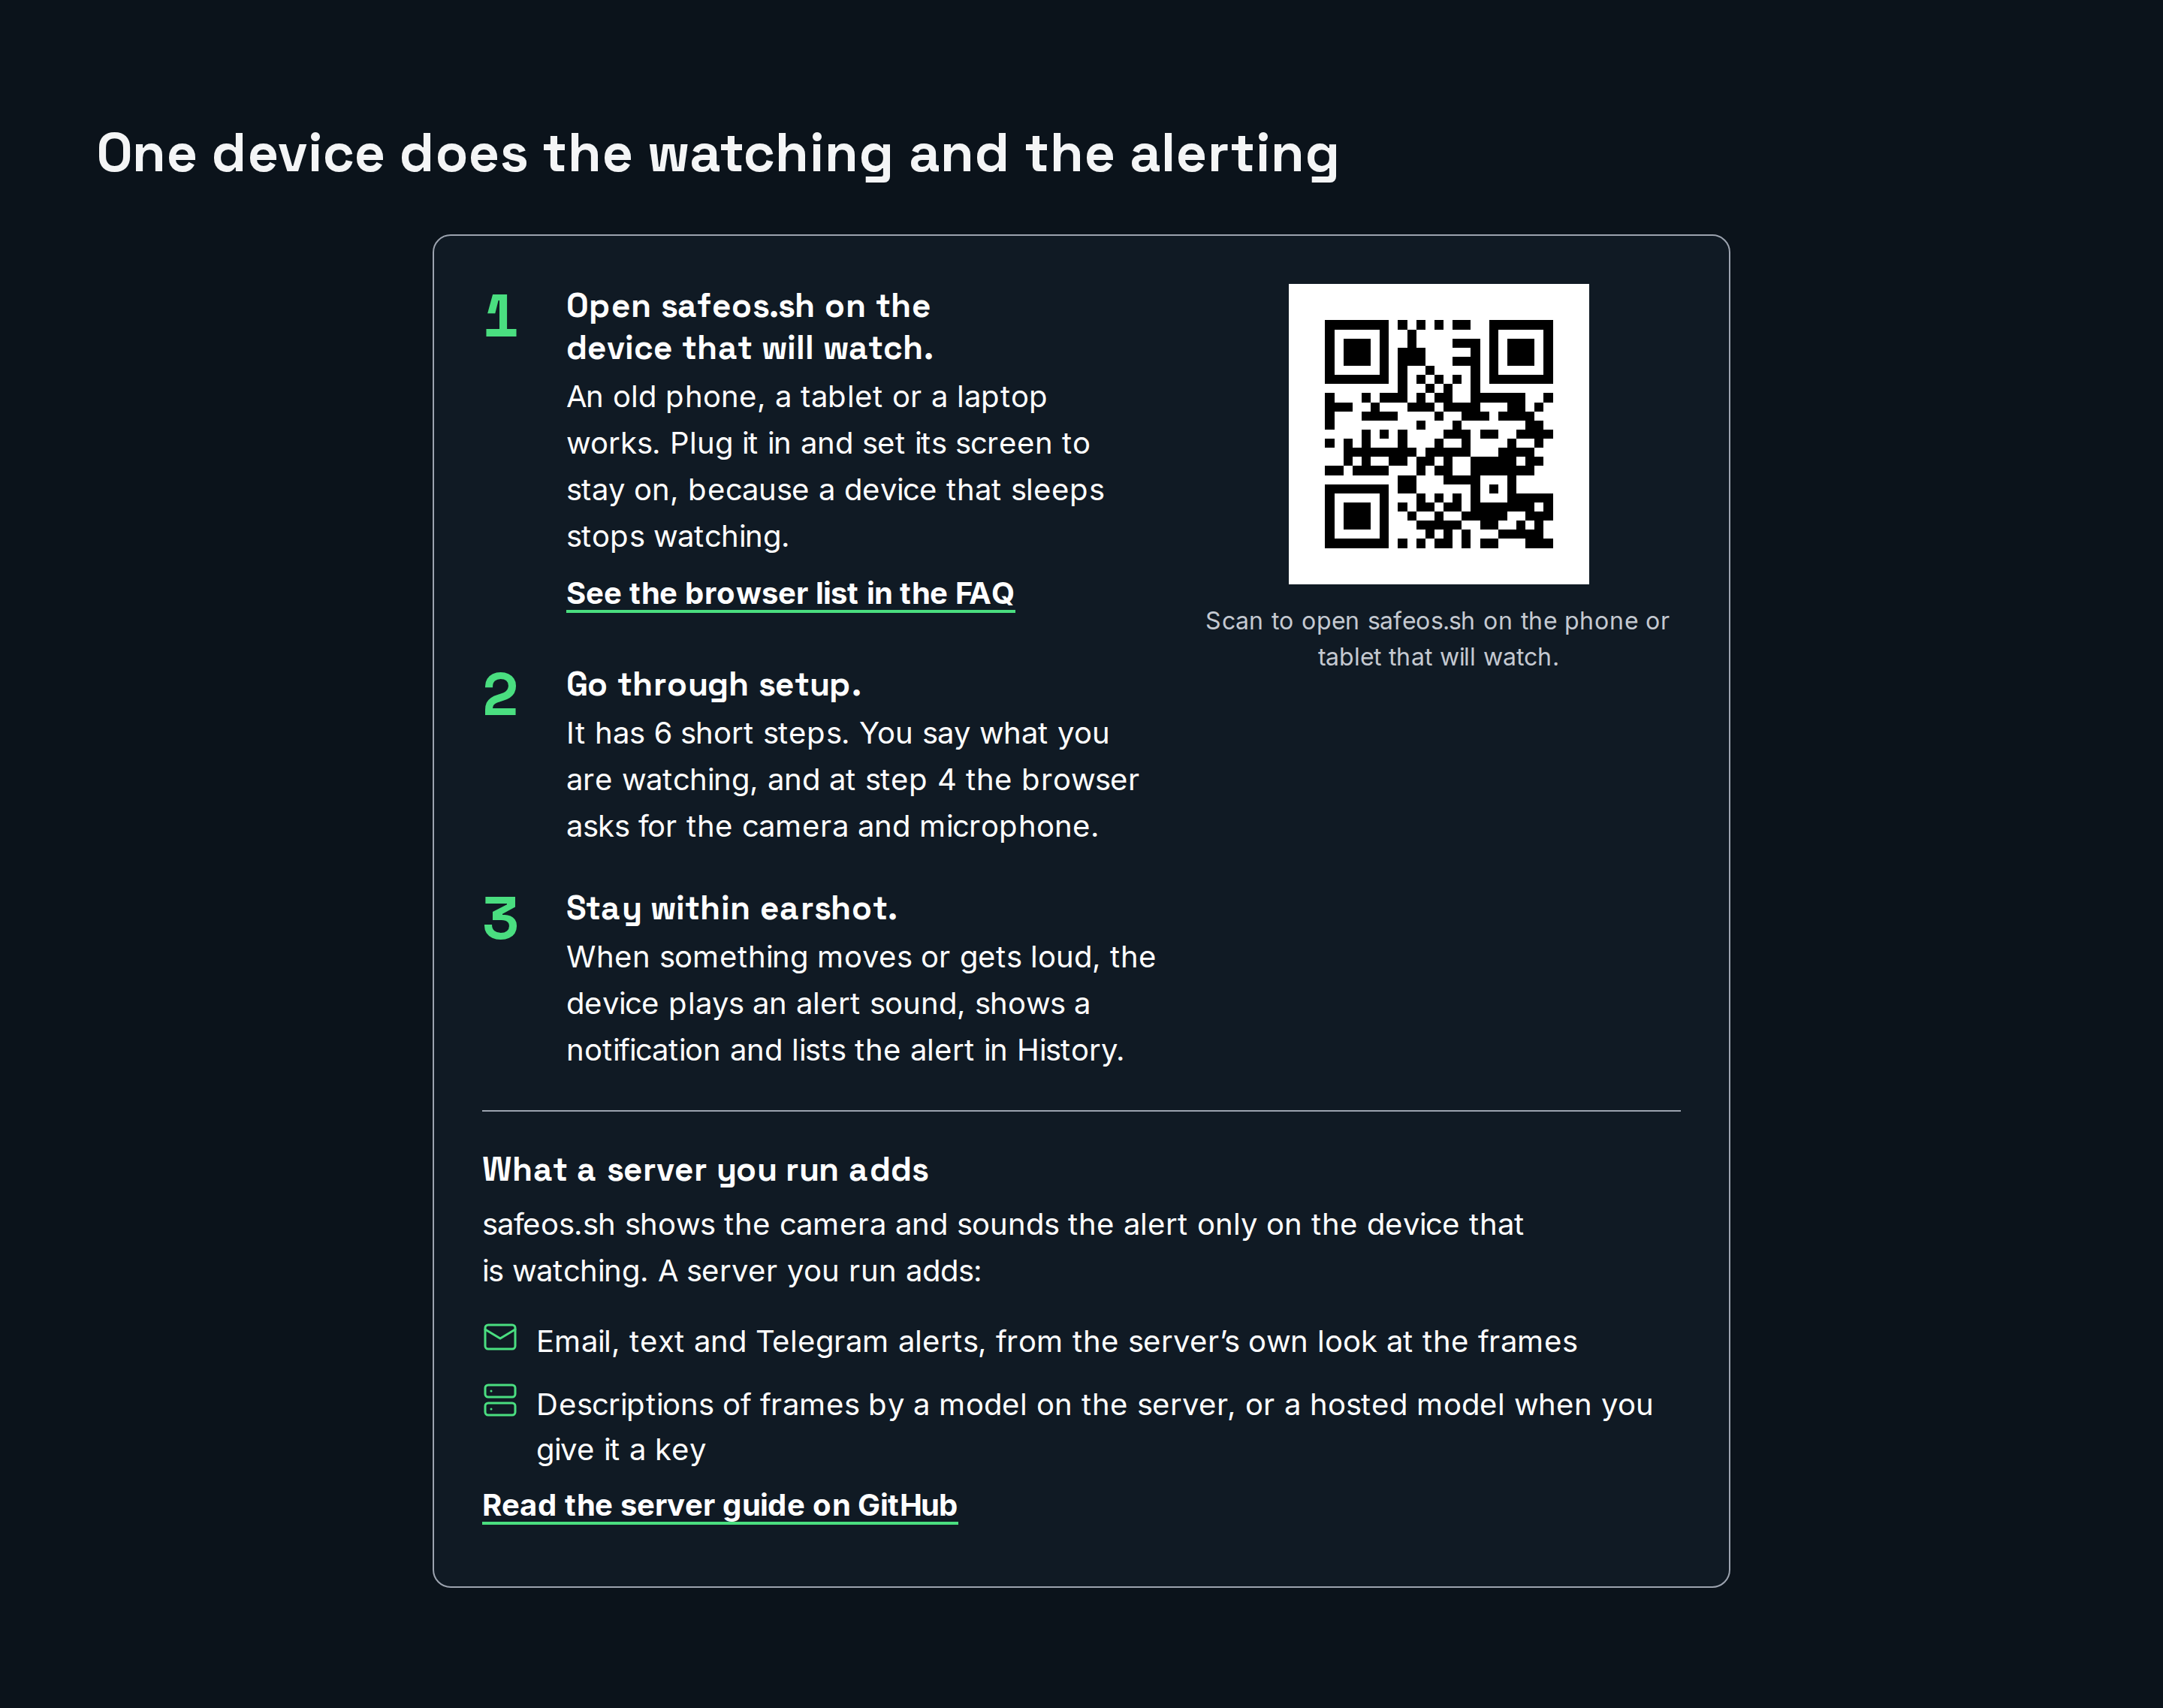 One device does the watching and the alerting
1
Open safeos.sh on the
device that will watch.
An old phone, a tablet or a laptop
works. Plug it in and set its screen to
stay on, because a device that sleeps
stops watching.
See the browser list in the FAQ
Scan to open safeos.sh on the phone or
tablet that will watch.
2
Go through setup.
It has 6 short steps. You say what you
are watching, and at step 4 the browser
asks for the camera and microphone.
3
Stay within earshot.
When something moves or gets loud, the
device plays an alert sound, shows a
notification and lists the alert in History.
What a server you run adds
safeos.sh shows the camera and sounds the alert only on the device that
is watching. A server you run adds:
Email, text and Telegram alerts, from the server’s own look at the frames
Descriptions of frames by a model on the server, or a hosted model when you
give it a key
Read the server guide on GitHub